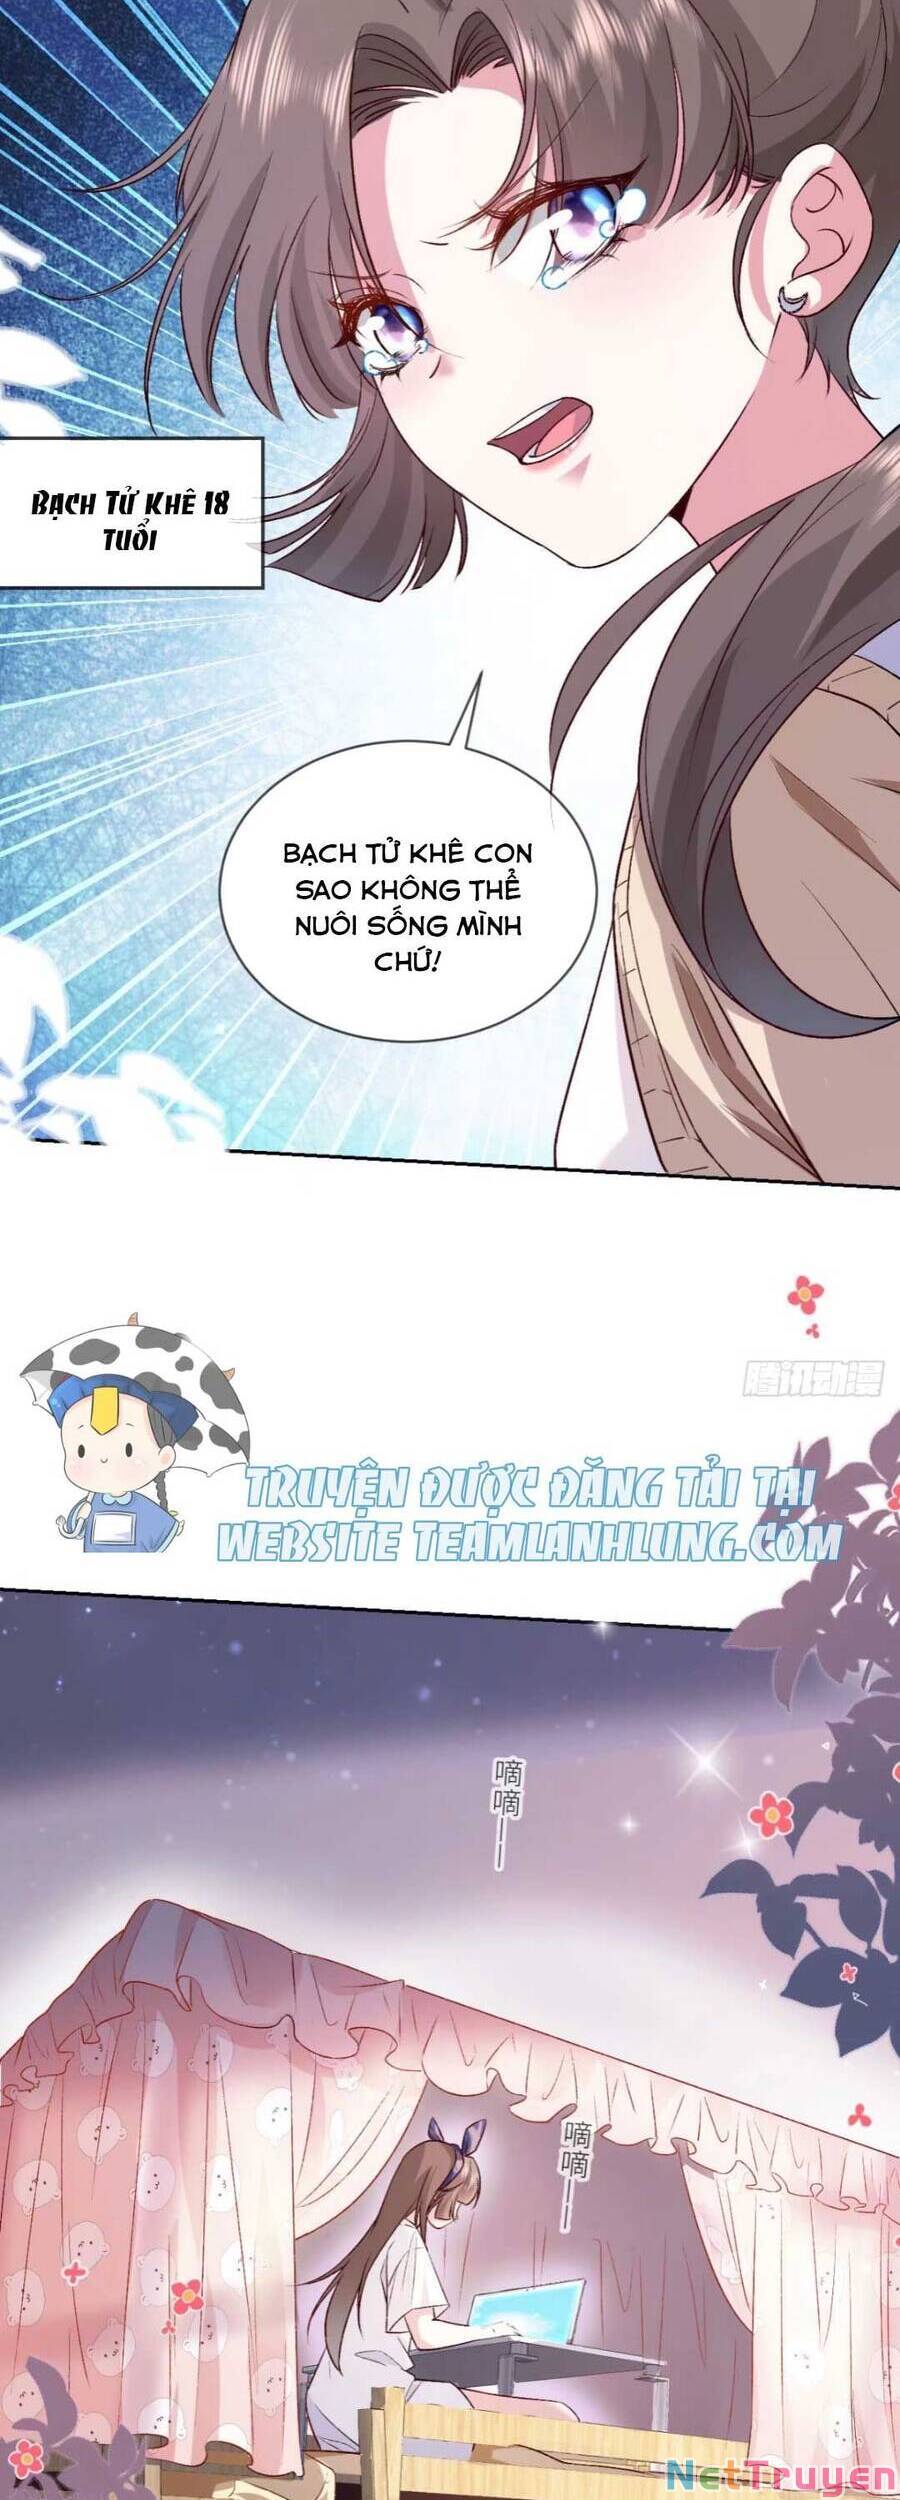 BẠCH TỬ KHÊ 18
TUỔI
BẠCH TỬ KHÊ CON
SAO KHÔNG THỂ
NUÔI SỐNG MÌNH
CHỨ!
腾讯动漫
TRUYỆN ĐƯỢC ĐĂNG TẢI TẠI
WEBSITE TEAMLANHLUNG.COM
嘀嘀——
嘀嘀——
NetTruyen